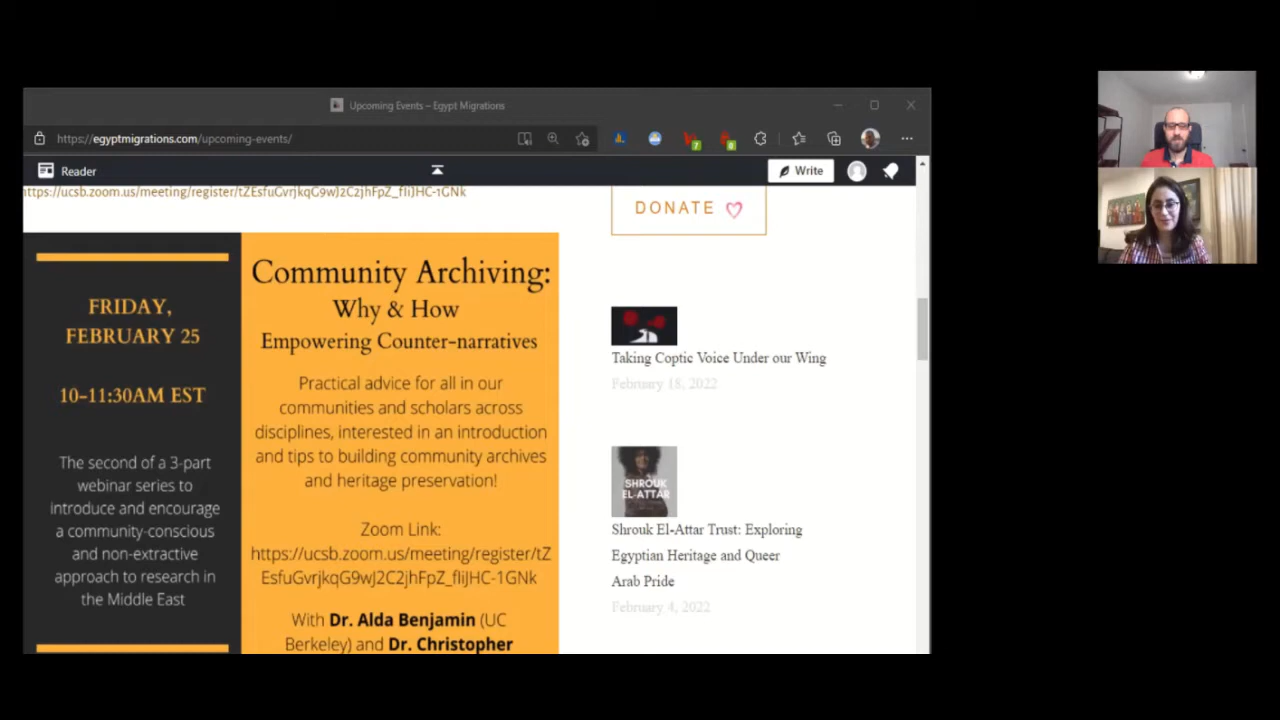 Upcoming Events – Egypt Migrations
https://egyptmigrations.com/upcoming-events/
7
0
Reader
Write
https://ucsb.zoom.us/meeting/register/tZEsfuGvrjkqG9wJ2C2jhFpZ_fIiJHC-1GNk
FRIDAY,
FEBRUARY 25
10-11:30AM EST
The second of a 3-part
webinar series to
introduce and encourage
a community-conscious
and non-extractive
approach to research in
the Middle East
Community Archiving:
Why & How
Empowering Counter-narratives
Practical advice for all in our
communities and scholars across
disciplines, interested in an introduction
and tips to building community archives
and heritage preservation!
Zoom Link:
https://ucsb.zoom.us/meeting/register/tZ
EsfuGvrjkqG9wJ2C2jhFpZ_fIiJHC-1GNk
With Dr. Alda Benjamin (UC
Berkeley) and Dr. Christopher
DONATE
Taking Coptic Voice Under our Wing
February 18, 2022
SHROUK
EL-ATTAR
Shrouk El-Attar Trust: Exploring
Egyptian Heritage and Queer
Arab Pride
February 4, 2022